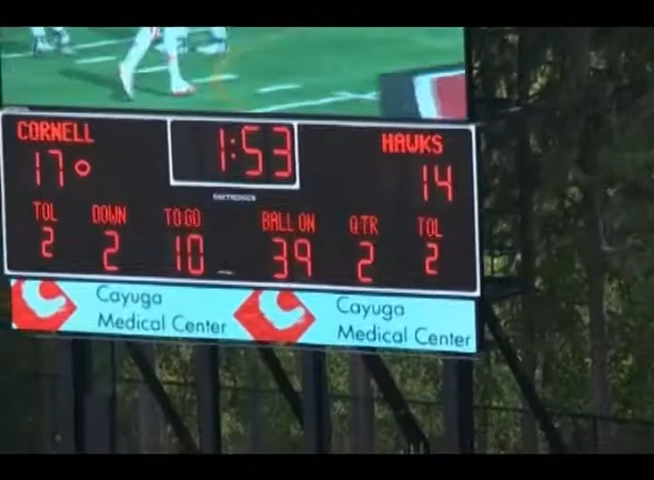 CORNELL 1:53 HAWKS
17 14
TOL DOWN TO GO BALL ON QTR TOL
2 2 10 39 2 2
Cayuga Medical Center
Cayuga Medical Center